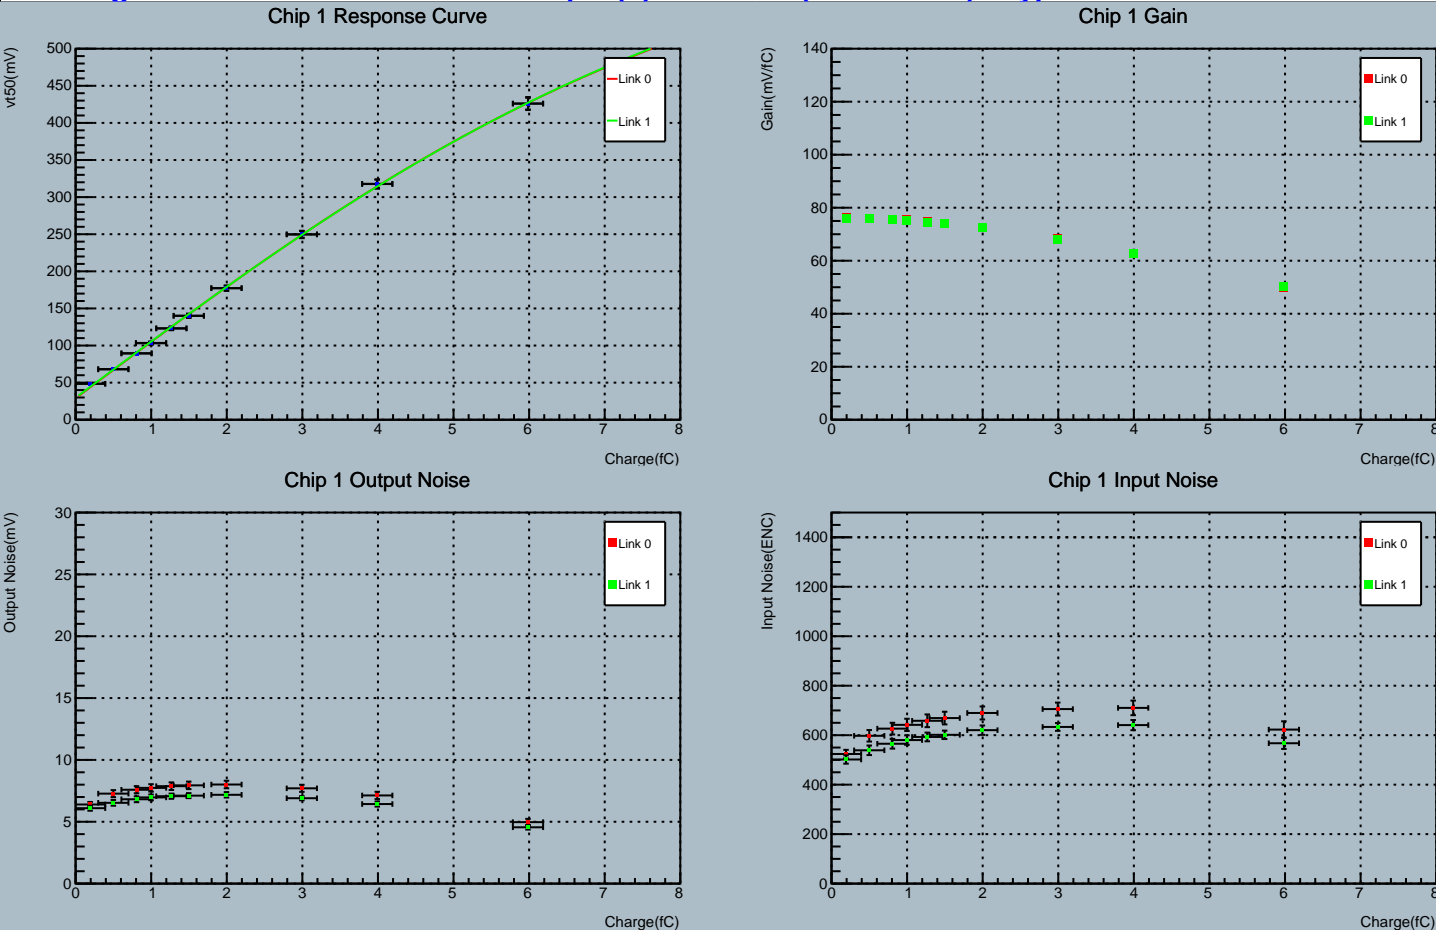 Chip 1 Response Curve
vt50(mV)
500
450
400
350
300
250
200
150
100
50
0
0 1 2 3 4 5 6 7 8
Charge(fC)
Link 0
Link 1
Chip 1 Gain
Gain(mV/fC)
140
120
100
80
60
40
20
0
0 1 2 3 4 5 6 7 8
Charge(fC)
Link 0
Link 1
Chip 1 Output Noise
Output Noise(mV)
30
25
20
15
10
5
0
0 1 2 3 4 5 6 7 8
Charge(fC)
Link 0
Link 1
Chip 1 Input Noise
Input Noise(ENC)
1400
1200
1000
800
600
400
200
0
0 1 2 3 4 5 6 7 8
Charge(fC)
Link 0
Link 1